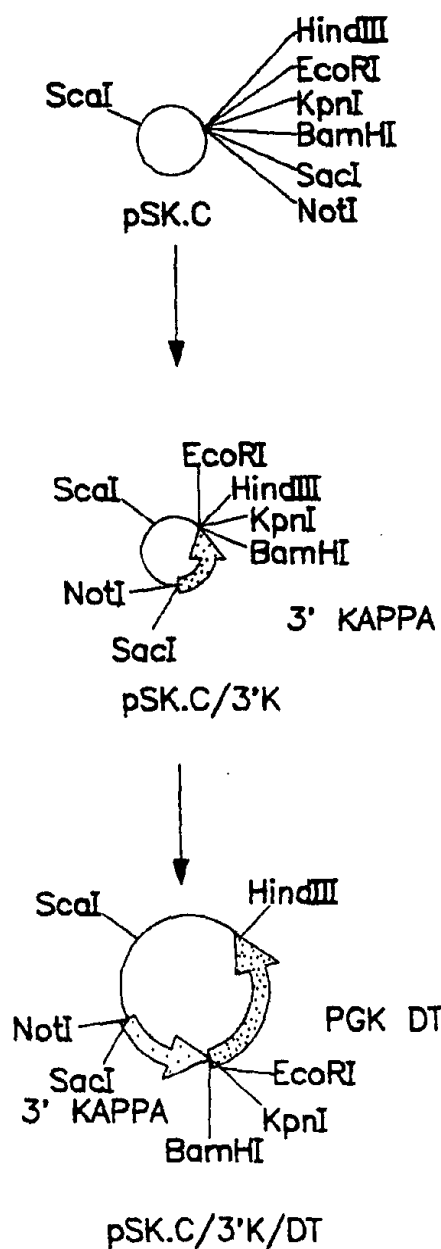 HindIII
EcoRI
ScaI
KpnI
BamHI
SacI
NotI
pSK.C
EcoRI
ScaI
HindIII
KpnI
BamHI
NotI
3' KAPPA
SacI
pSK.C/3'K
HindIII
ScaI
PGK DT
NotI
EcoRI
SacI
3' KAPPA
KpnI
BamHI
pSK.C/3'K/DT